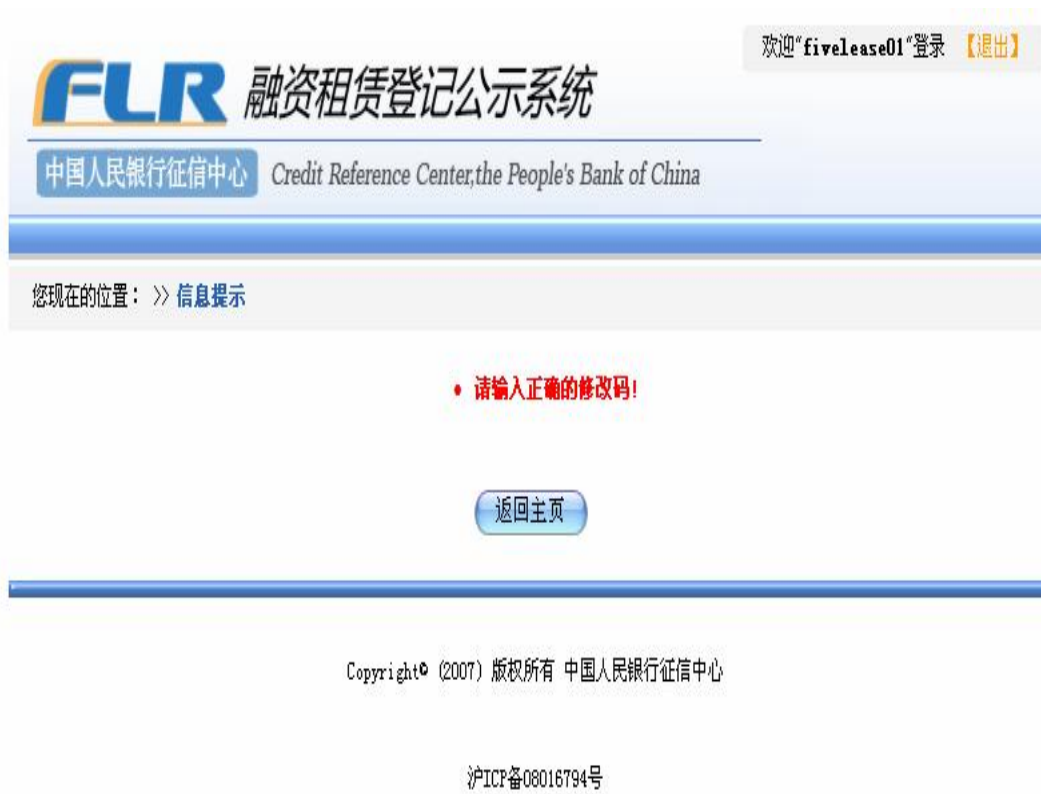 欢迎“fivelease01”登录 【退出】
FLR 融资租赁登记公示系统
中国人民银行征信中心 Credit Reference Center,the People's Bank of China
您现在的位置: >> 信息提示
• 请输入正确的修改码!
返回主页
Copyright© (2007) 版权所有 中国人民银行征信中心
沪ICP备08016794号